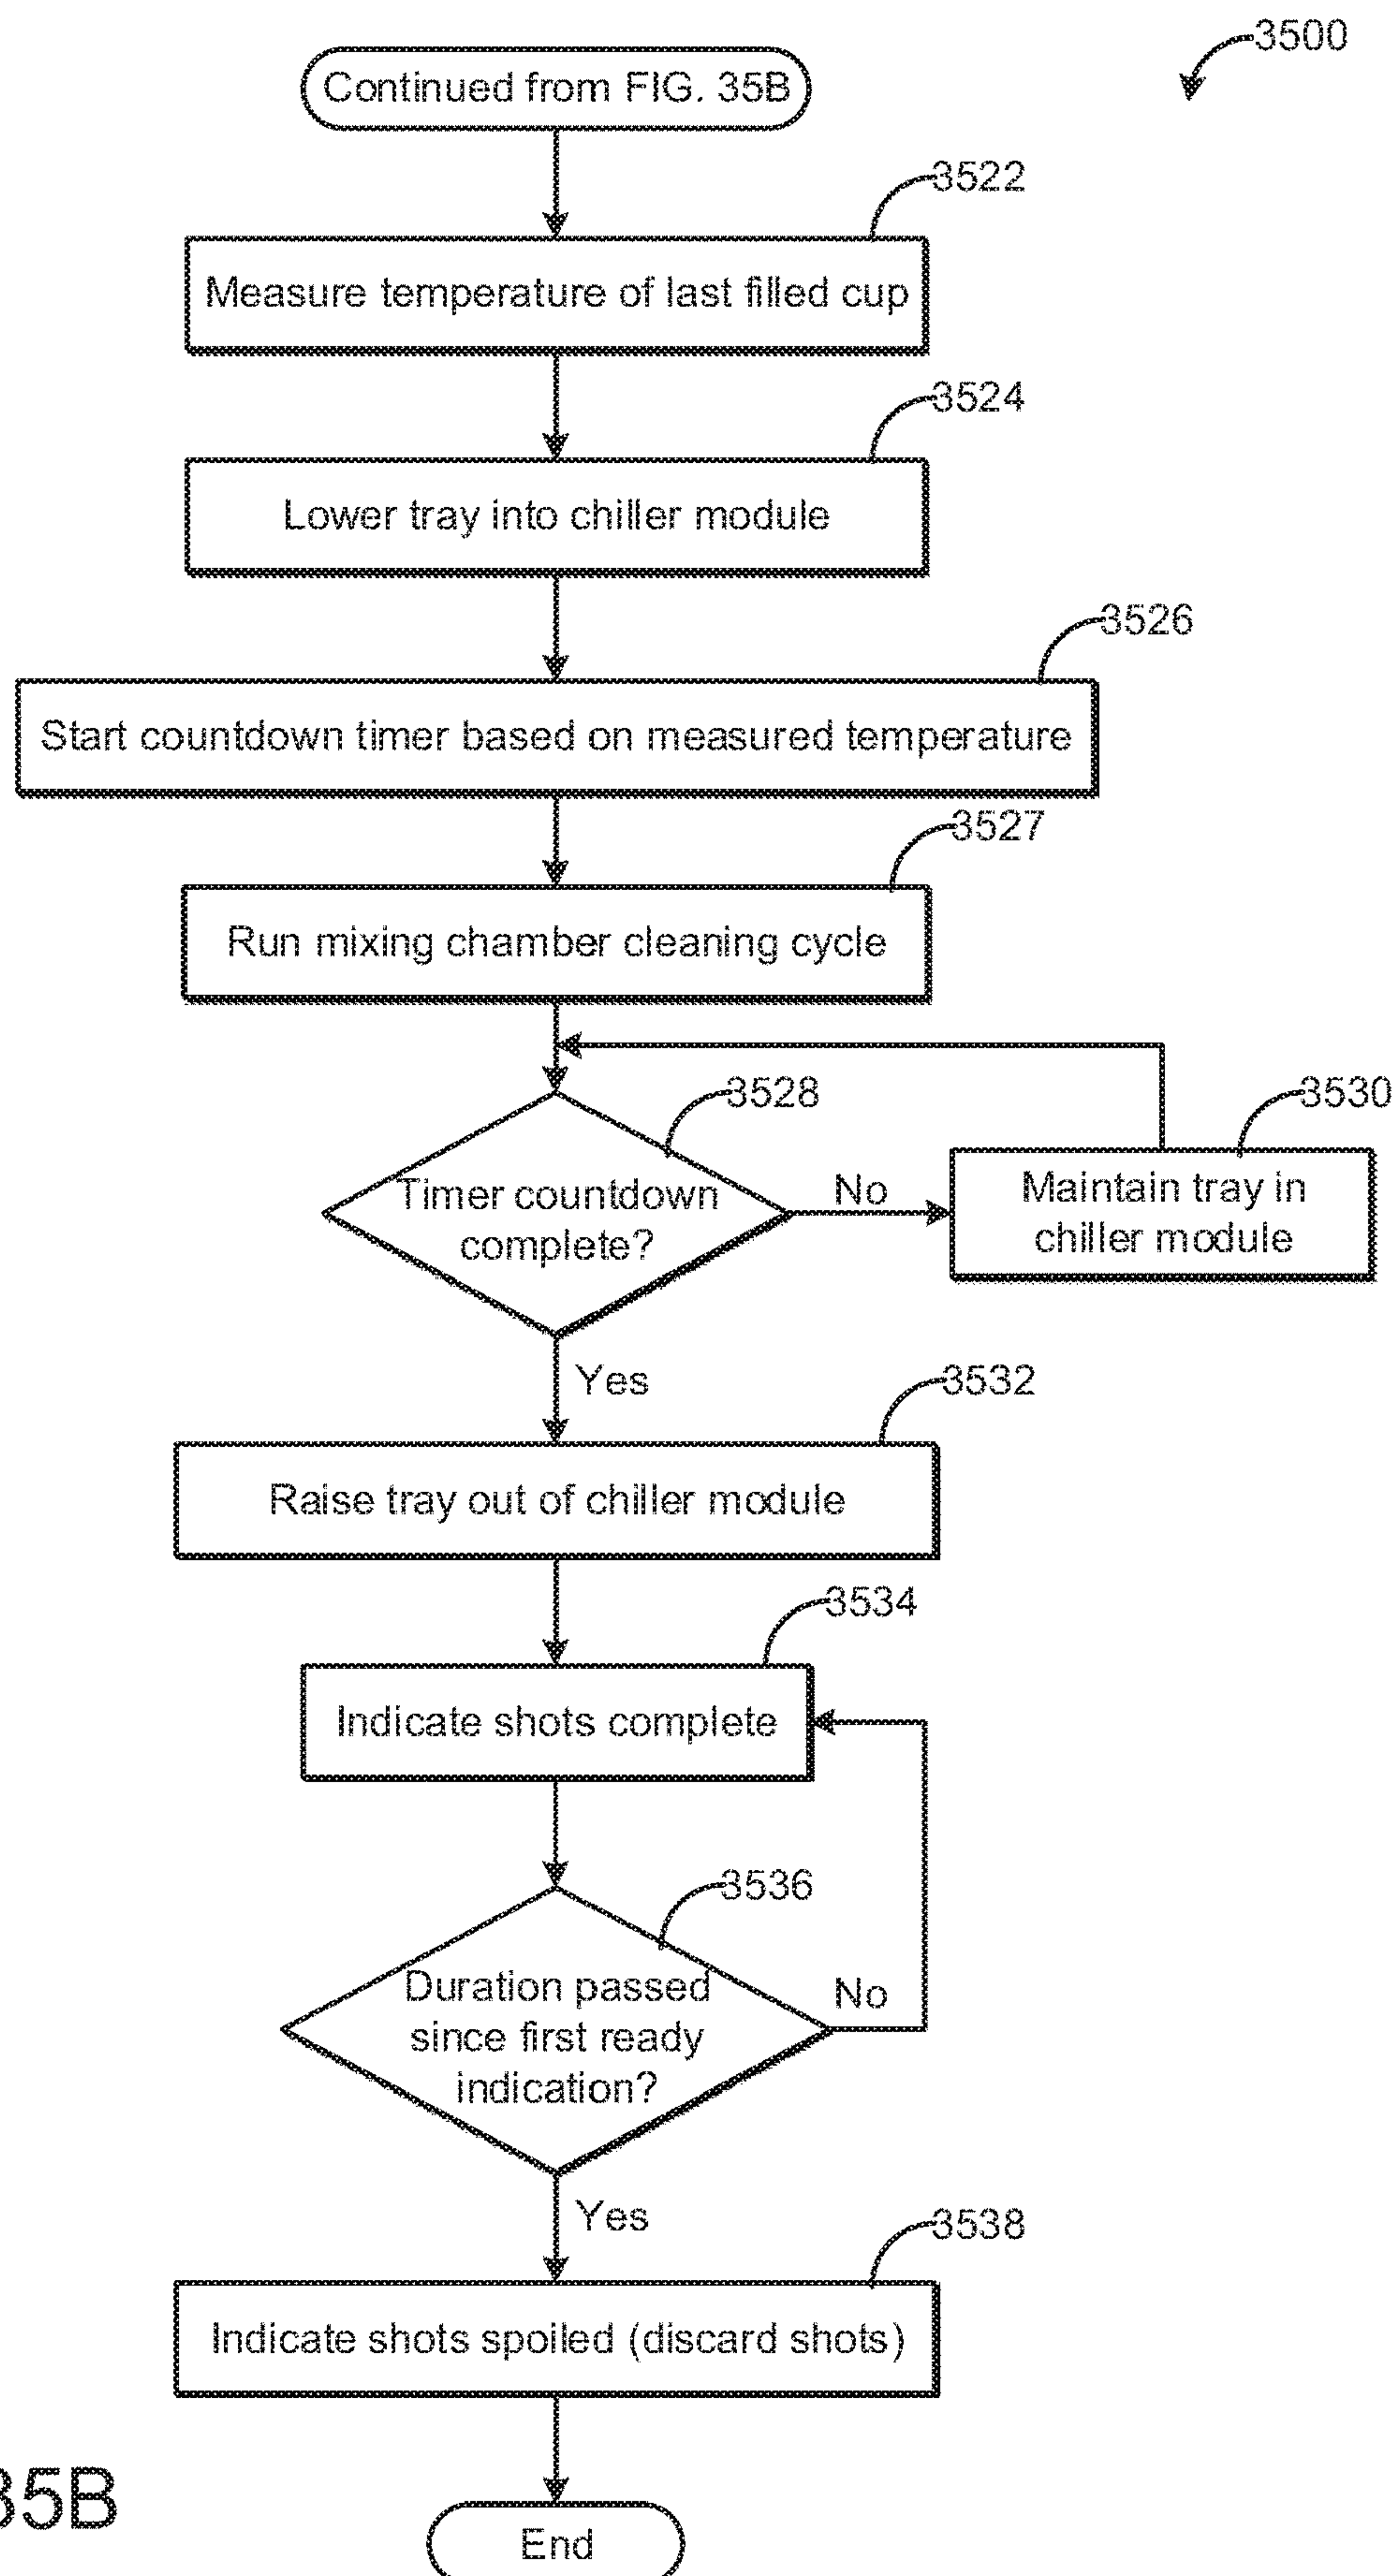 3500
Continued from FIG. 35B
3522
Measure temperature of last filled cup
3524
Lower tray into chiller module
3526
Start countdown timer based on measured temperature
3527
Run mixing chamber cleaning cycle
3528
Timer countdown
complete?
No
3530
Maintain tray in
chiller module
Yes
3532
Raise tray out of chiller module
3534
Indicate shots complete
3536
Duration passed
since first ready
indication?
No
Yes
3538
Indicate shots spoiled (discard shots)
35B
End